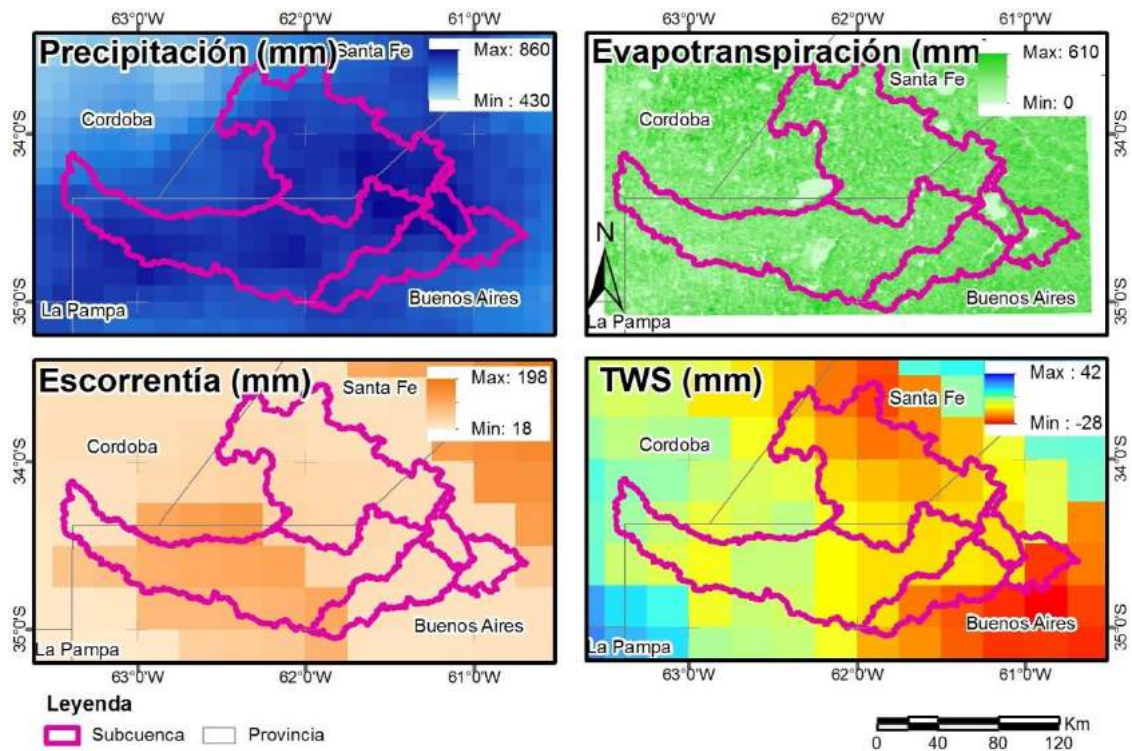 63°0'W 62°0'W 61°0'W
63°0'W 62°0'W 61°0'W
Precipitación (mm)
Max: 860
Min : 430
Santa Fe
Cordoba
34°0'S
35°0'S
La Pampa
Buenos Aires
Evapotranspiración (mm
Max: 610
Min: 0
Santa Fe
Cordoba
N
34°0'S
35°0'S
La Pampa
Buenos Aires
Escorrentía (mm)
Max: 198
Min: 18
Santa Fe
Cordoba
34°0'S
35°0'S
La Pampa
Buenos Aires
TWS (mm)
Max : 42
Min : -28
Santa Fe
Cordoba
34°0'S
35°0'S
La Pampa
Buenos Aires
63°0'W 62°0'W 61°0'W
63°0'W 62°0'W 61°0'W
Leyenda
Subcuenca Provincia
Km
0 20 40 80 120